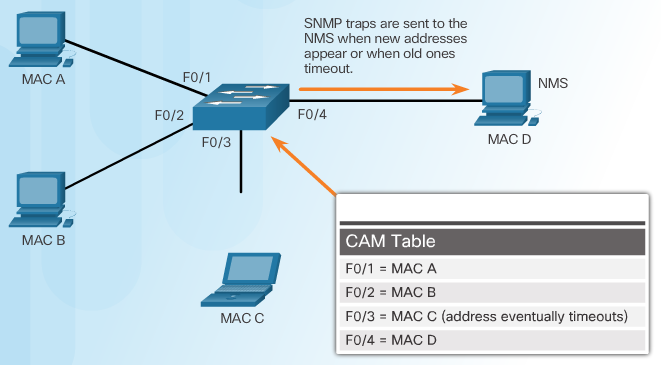 SNMP traps are sent to the
NMS when new addresses
appear or when old ones
timeout.
MAC A
F0/1
F0/2
F0/3
F0/4
NMS
MAC D
MAC B
MAC C
CAM Table
F0/1 = MAC A
F0/2 = MAC B
F0/3 = MAC C (address eventually timeouts)
F0/4 = MAC D